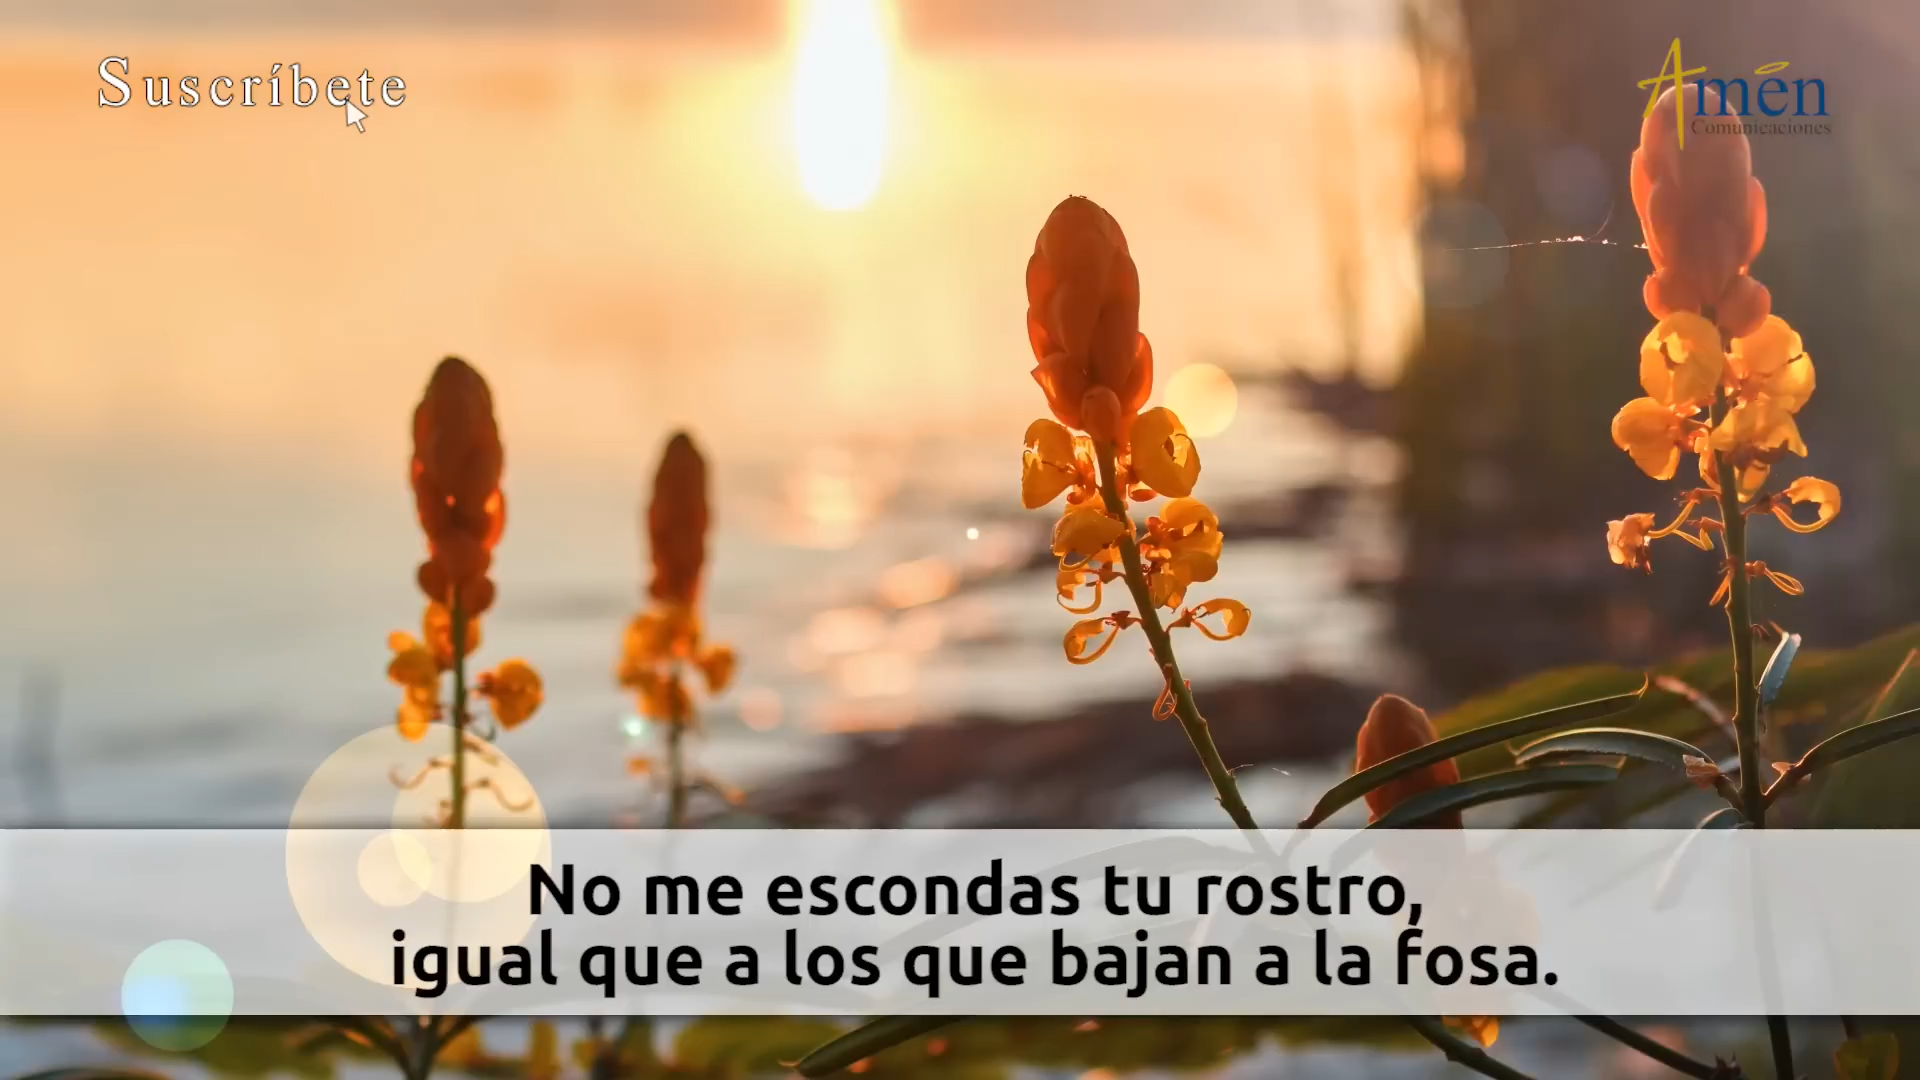 Suscríbete
Amén
Comunicaciones
No me escondas tu rostro,
igual que a los que bajan a la fosa.